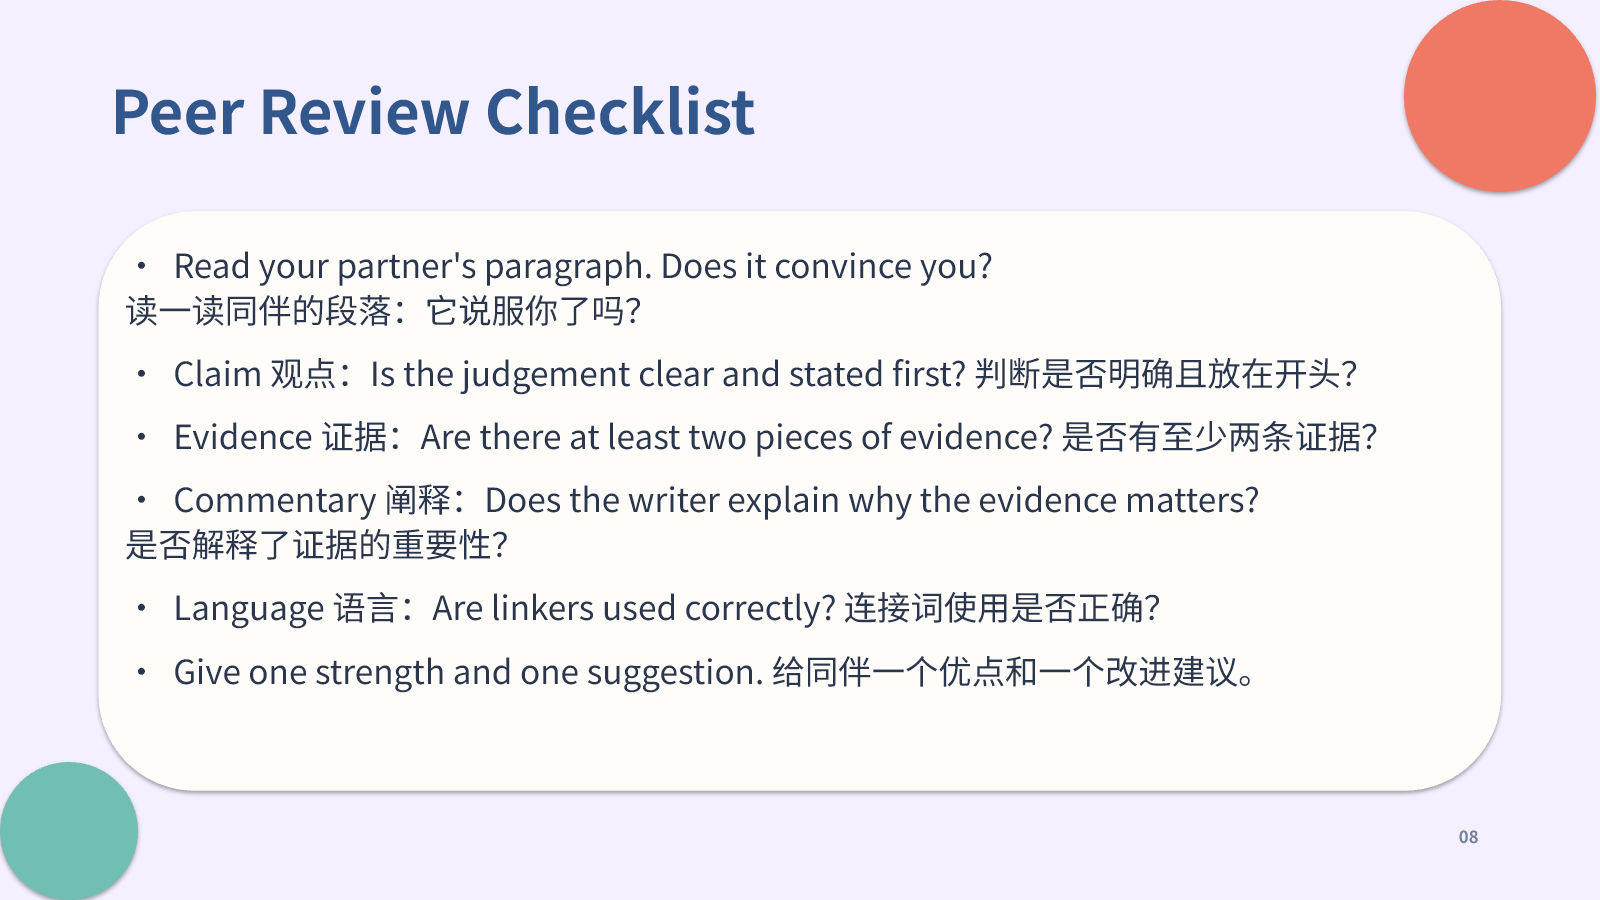 Peer Review Checklist
• Read your partner's paragraph. Does it convince you?
读一读同伴的段落：它说服你了吗？
• Claim 观点：Is the judgement clear and stated first? 判断是否明确且放在开头？
• Evidence 证据：Are there at least two pieces of evidence? 是否有至少两条证据？
• Commentary 阐释：Does the writer explain why the evidence matters?
是否解释了证据的重要性？
• Language 语言：Are linkers used correctly? 连接词使用是否正确？
• Give one strength and one suggestion. 给同伴一个优点和一个改进建议。
08